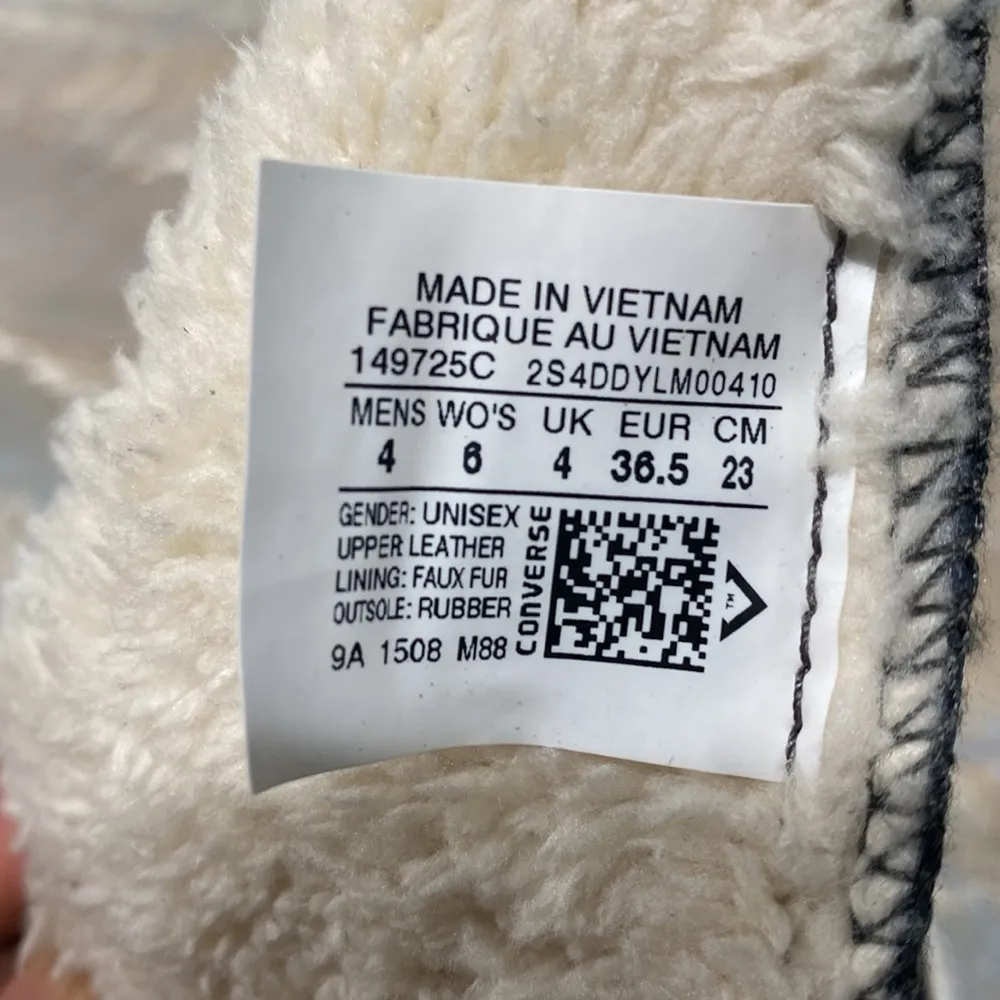 MADE IN VIETNAM
FABRIQUE AU VIETNAM
149725C 2S4DDYLM00410
MENS WO'S UK EUR CM
4 6 4 36.5 23
GENDER: UNISEX
UPPER LEATHER
LINING: FAUX FUR
OUTSOLE: RUBBER
9A 1508 M88
CONVERSE
TM